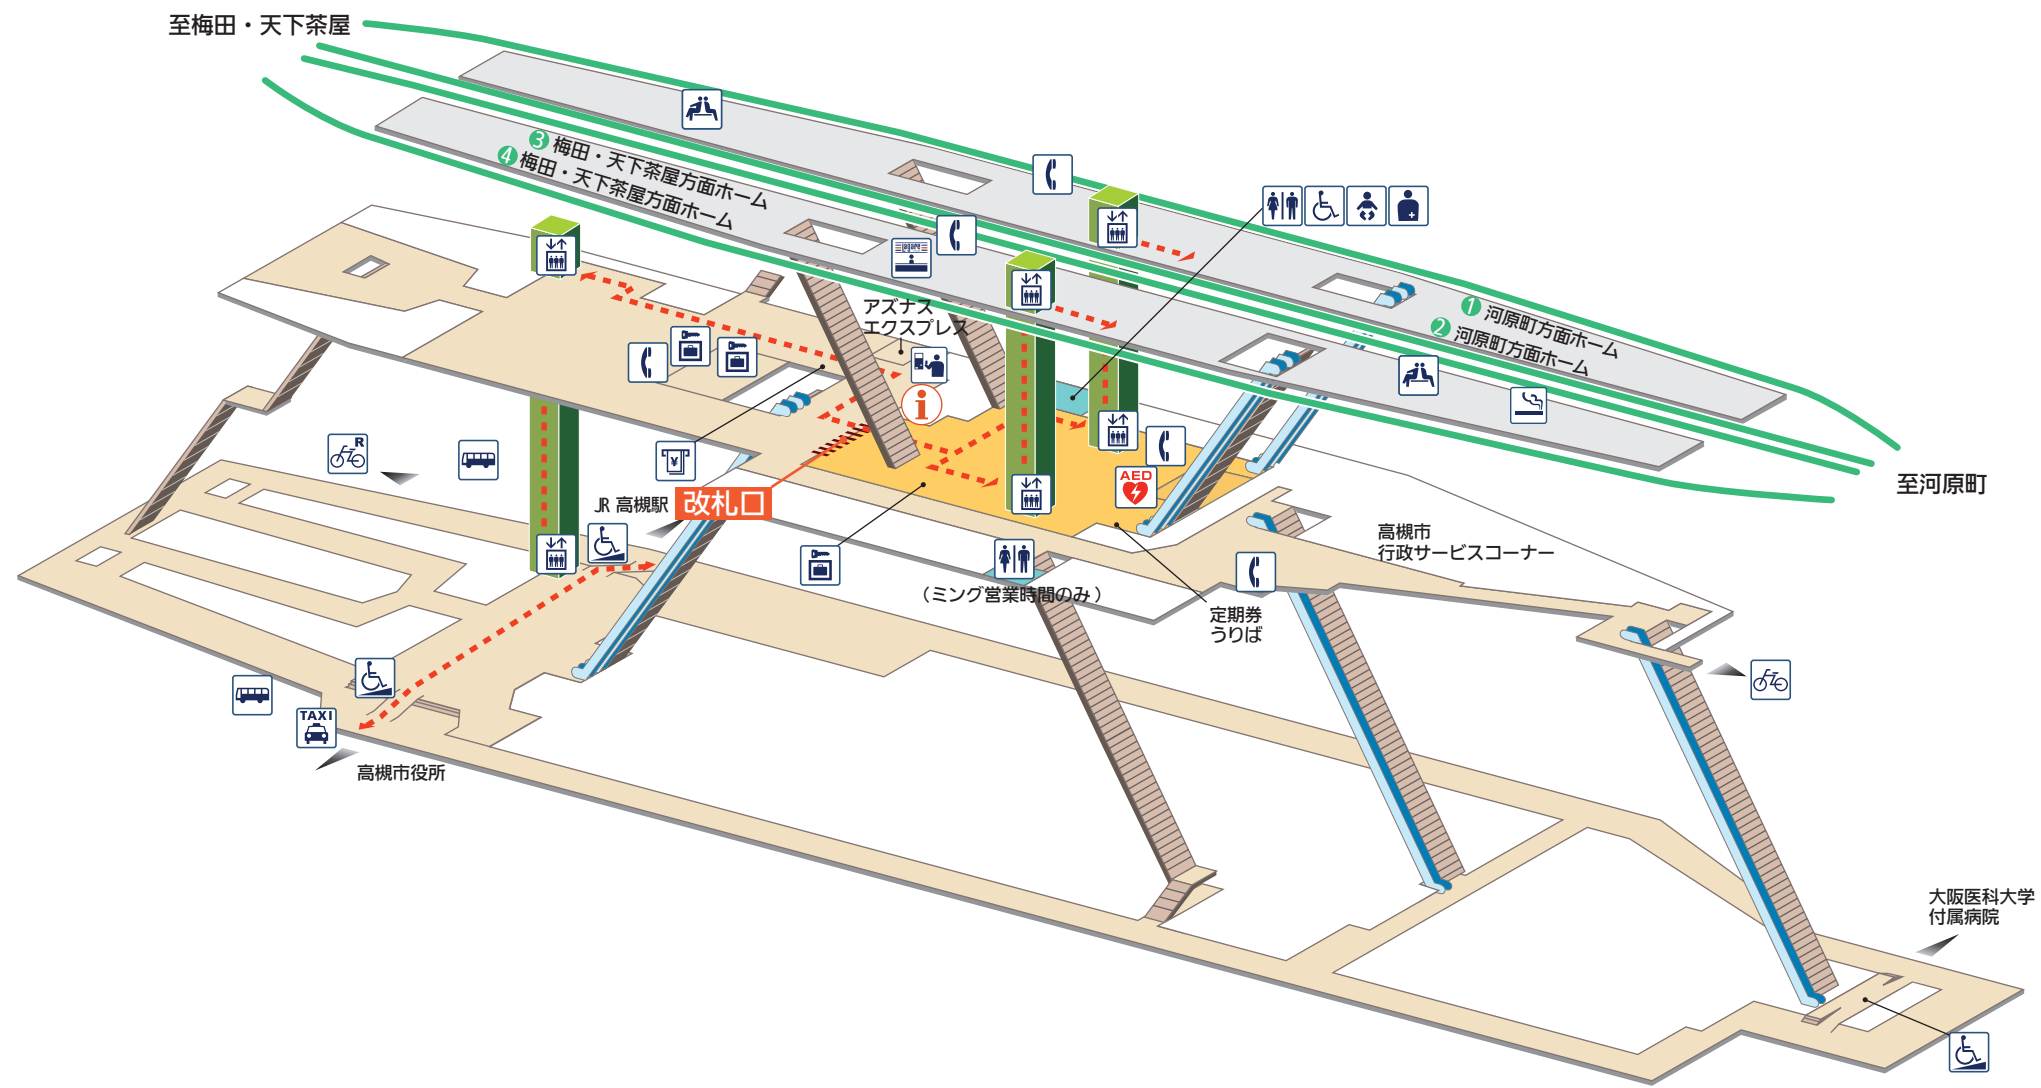 至梅田・天下茶屋
3 梅田・天下茶屋方面ホーム
4 梅田・天下茶屋方面ホーム
1 河原町方面ホーム
2 河原町方面ホーム
至河原町
アズナス
エクスプレス
i
¥
R
JR 高槻駅
改札口
AED
高槻市
行政サービスコーナー
(ミング営業時間のみ)
定期券
うりば
TAXI
高槻市役所
大阪医科大学
付属病院